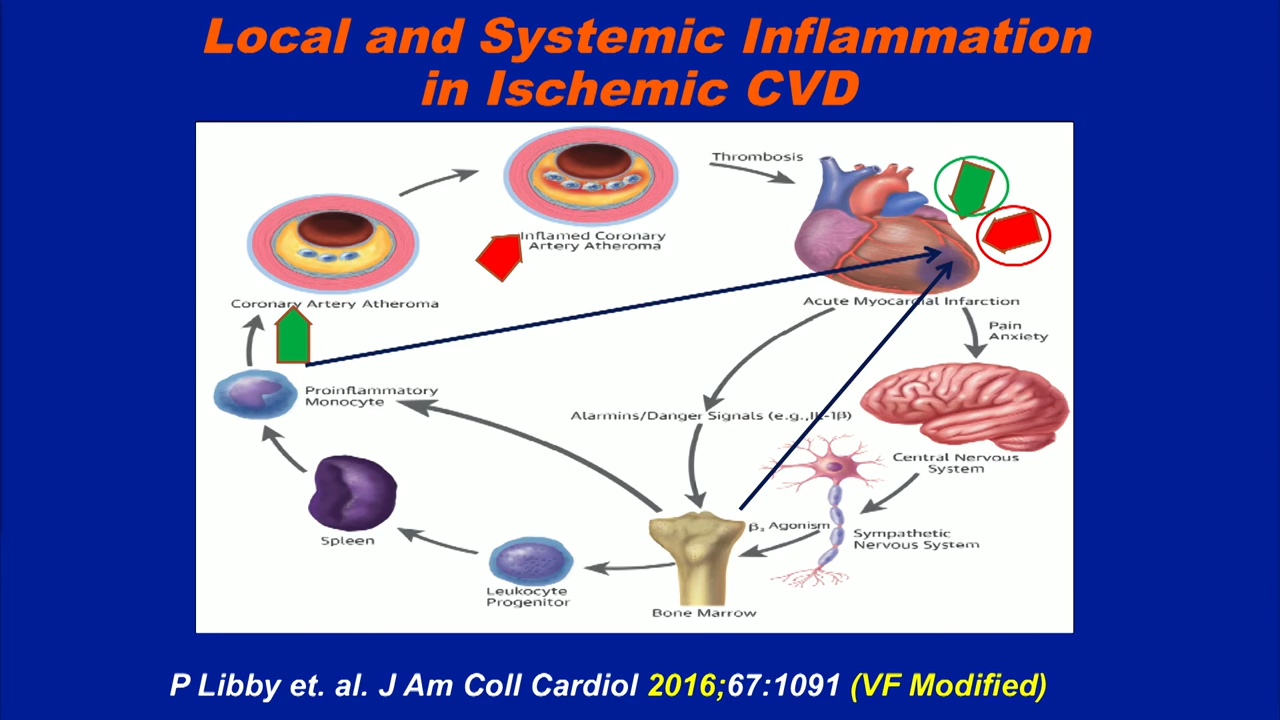 Local and Systemic Inflammation
in Ischemic CVD
Thrombosis
Inflamed Coronary
Artery Atheroma
Coronary Artery Atheroma
Acute Myocardial Infarction
Pain
Anxiety
Proinflammatory
Monocyte
Alarmins/Danger Signals (e.g.,IL-1β)
Central Nervous
System
Spleen
β₃ Agonism
Sympathetic
Nervous System
Leukocyte
Progenitor
Bone Marrow
P Libby et. al. J Am Coll Cardiol 2016;67:1091 (VF Modified)